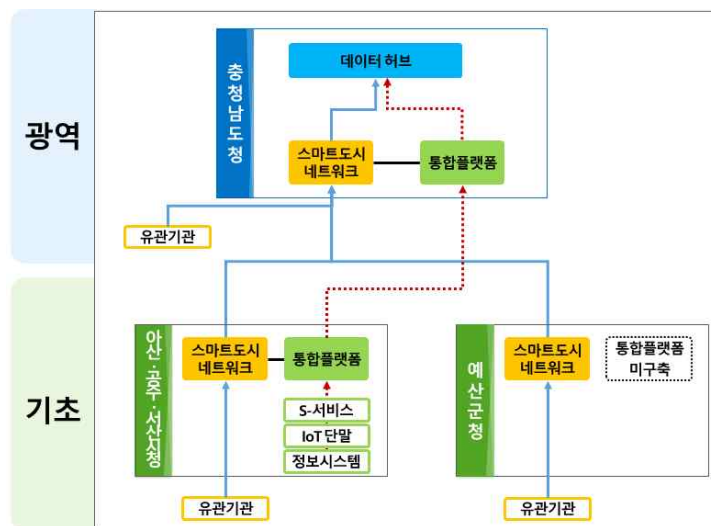 광역
충청남도청
데이터 허브
스마트도시
네트워크
통합플랫폼
유관기관
기초
아산·공주·서산시청
스마트도시
네트워크
통합플랫폼
S-서비스
IoT 단말
정보시스템
유관기관
예산군청
스마트도시
네트워크
통합플랫폼
미구축
유관기관